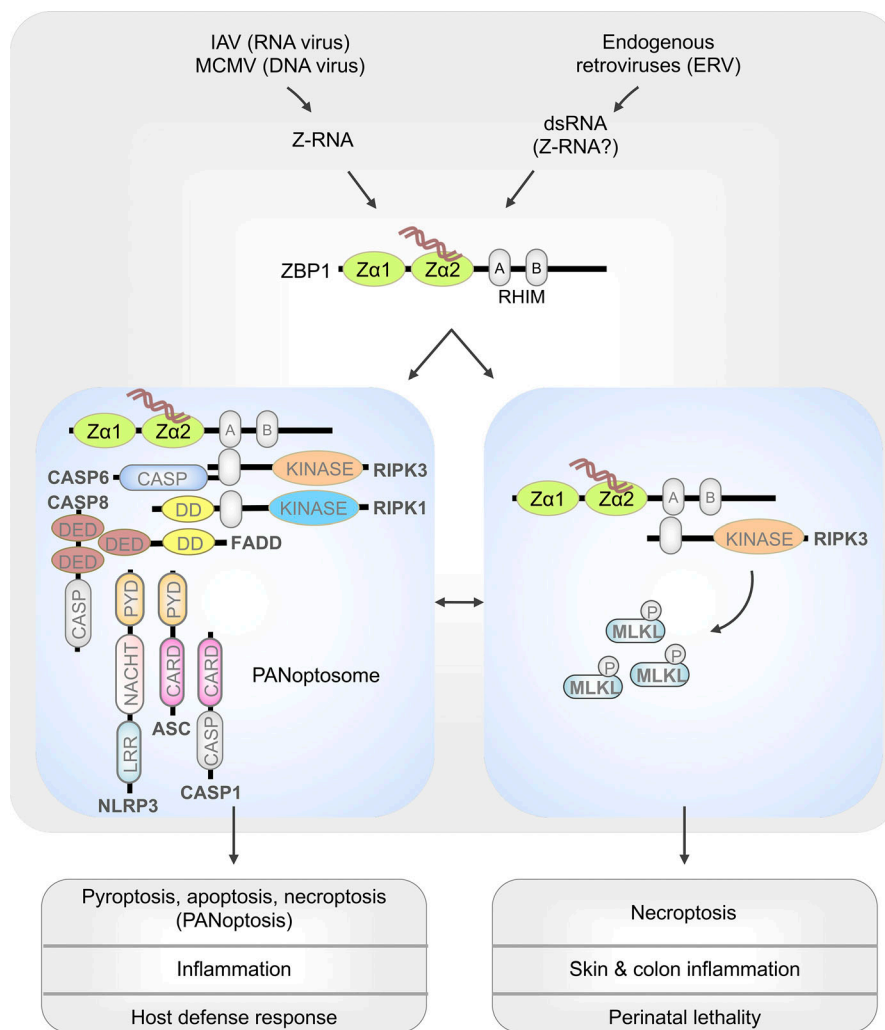 IAV (RNA virus)
MCMV (DNA virus)
Endogenous
retroviruses (ERV)
Z-RNA
dsRNA
(Z-RNA?)
ZBP1
Zα1
Zα2
A
B
RHIM
Zα1
Zα2
A
B
CASP6
CASP
KINASE
RIPK3
CASP8
DD
KINASE
RIPK1
DED
DED
DED
DD
FADD
CASP
PYD
NACHT
LRR
NLRP3
PYD
CARD
ASC
CARD
CASP
CASP1
PANoptosome
Zα1
Zα2
A
B
KINASE
RIPK3
P
MLKL
P
MLKL
P
MLKL
Pyroptosis, apoptosis, necroptosis
(PANoptosis)
Inflammation
Host defense response
Necroptosis
Skin & colon inflammation
Perinatal lethality